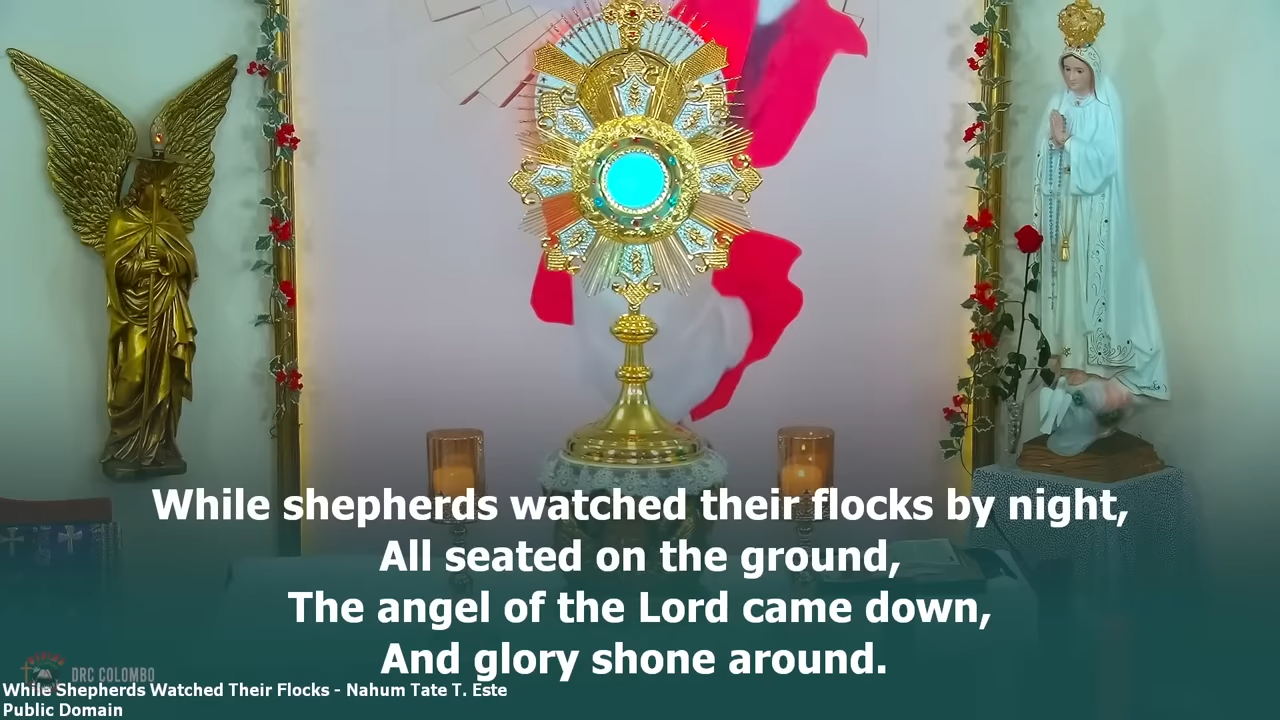 While shepherds watched their flocks by night,
All seated on the ground,
The angel of the Lord came down,
And glory shone around.
DRC COLOMBO
While Shepherds Watched Their Flocks - Nahum Tate T. Este
Public Domain